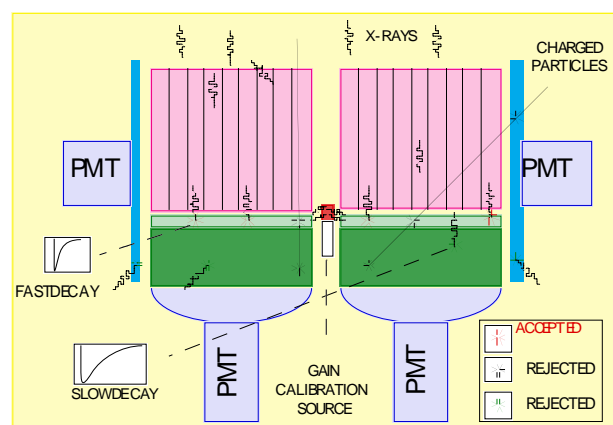 X-RAYS
CHARGED
PARTICLES
PMT
PMT
FASTDECAY
SLOWDECAY
PMT
GAIN
CALIBRATION
SOURCE
PMT
ACCEPTED
REJECTED
REJECTED